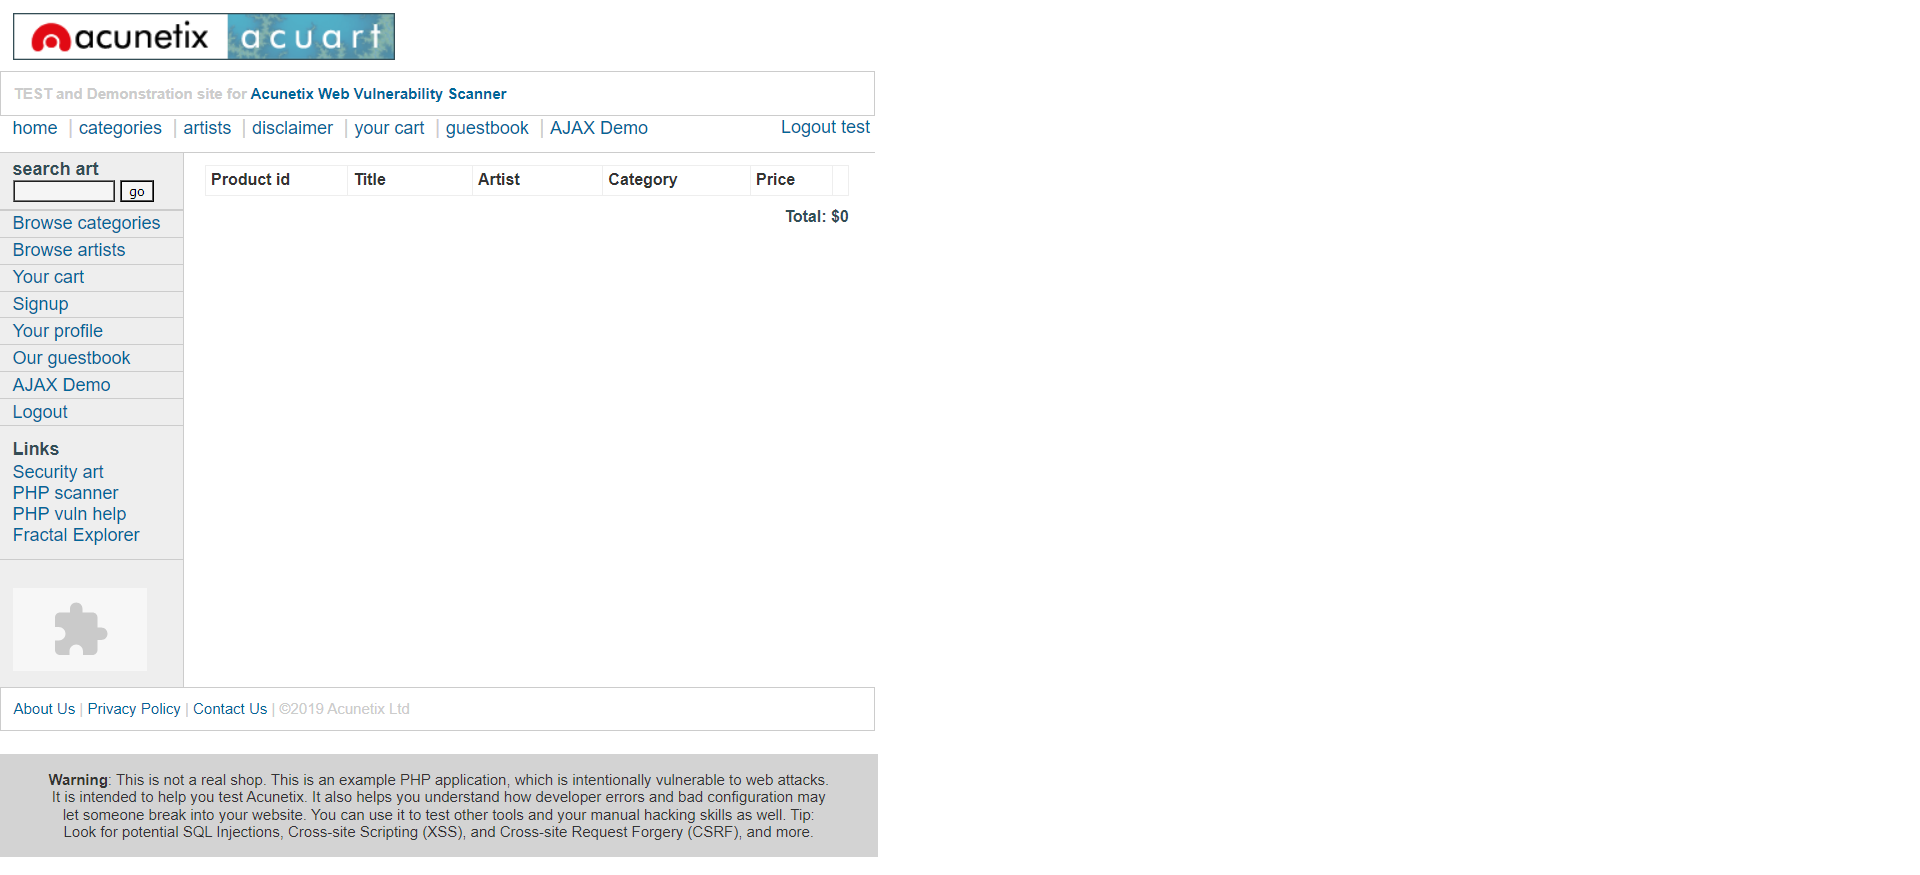 acunetix acuart
TEST and Demonstration site for Acunetix Web Vulnerability Scanner
home | categories | artists | disclaimer | your cart | guestbook | AJAX Demo
Logout test
search art
go
Browse categories
Browse artists
Your cart
Signup
Your profile
Our guestbook
AJAX Demo
Logout
Links
Security art
PHP scanner
PHP vuln help
Fractal Explorer
Product id Title Artist Category Price
Total: $0
About Us | Privacy Policy | Contact Us | ©2019 Acunetix Ltd
Warning: This is not a real shop. This is an example PHP application, which is intentionally vulnerable to web attacks.
It is intended to help you test Acunetix. It also helps you understand how developer errors and bad configuration may
let someone break into your website. You can use it to test other tools and your manual hacking skills as well. Tip:
Look for potential SQL Injections, Cross-site Scripting (XSS), and Cross-site Request Forgery (CSRF), and more.